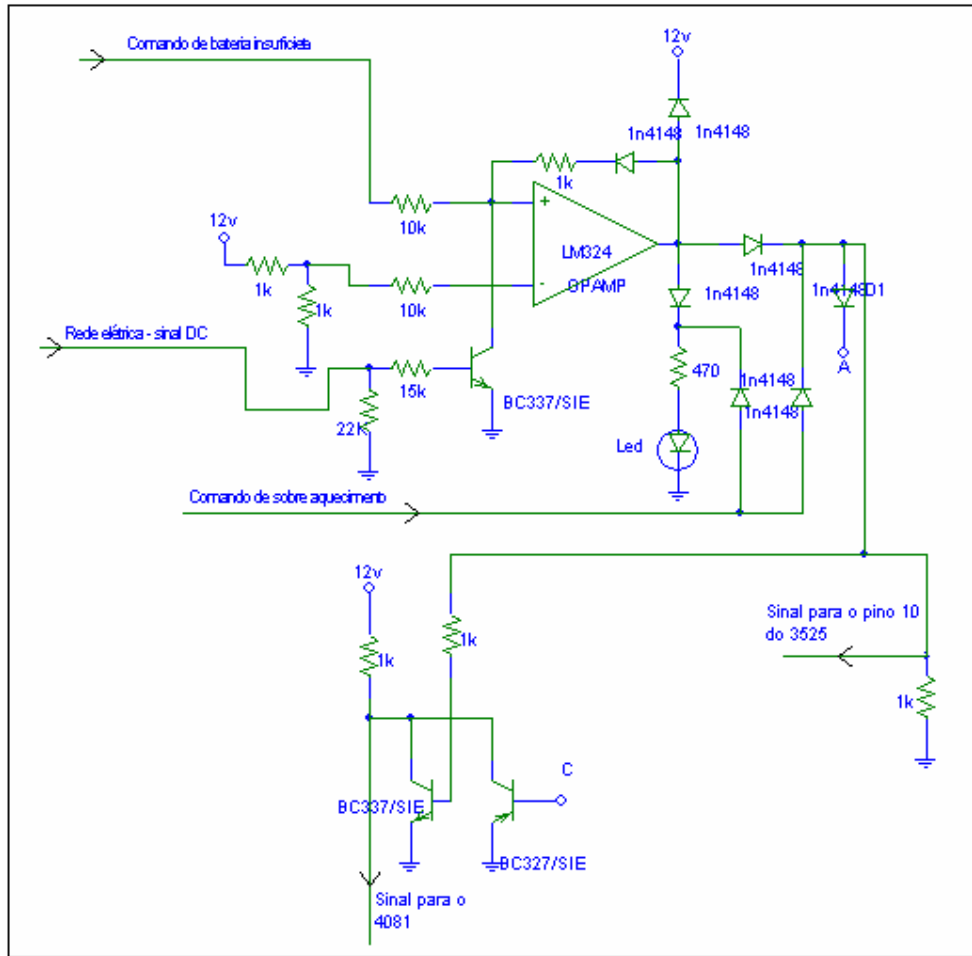 Comando de bateria insuficieta
12v
1n4148
1n4148
1k
+
10k
12v
LM324
-
OPAMP
1n4148
1k
1k
10k
1n4148
1n4148D1
Rede elétrica - sinal DC
A
15k
470
1n4148
BC337/SIE
1n4148
22K
Led
Comando de sobre aquecimento
12v
Sinal para o pino 10
do 3525
1k
1k
1k
C
BC337/SIE
BC327/SIE
Sinal para o
4081